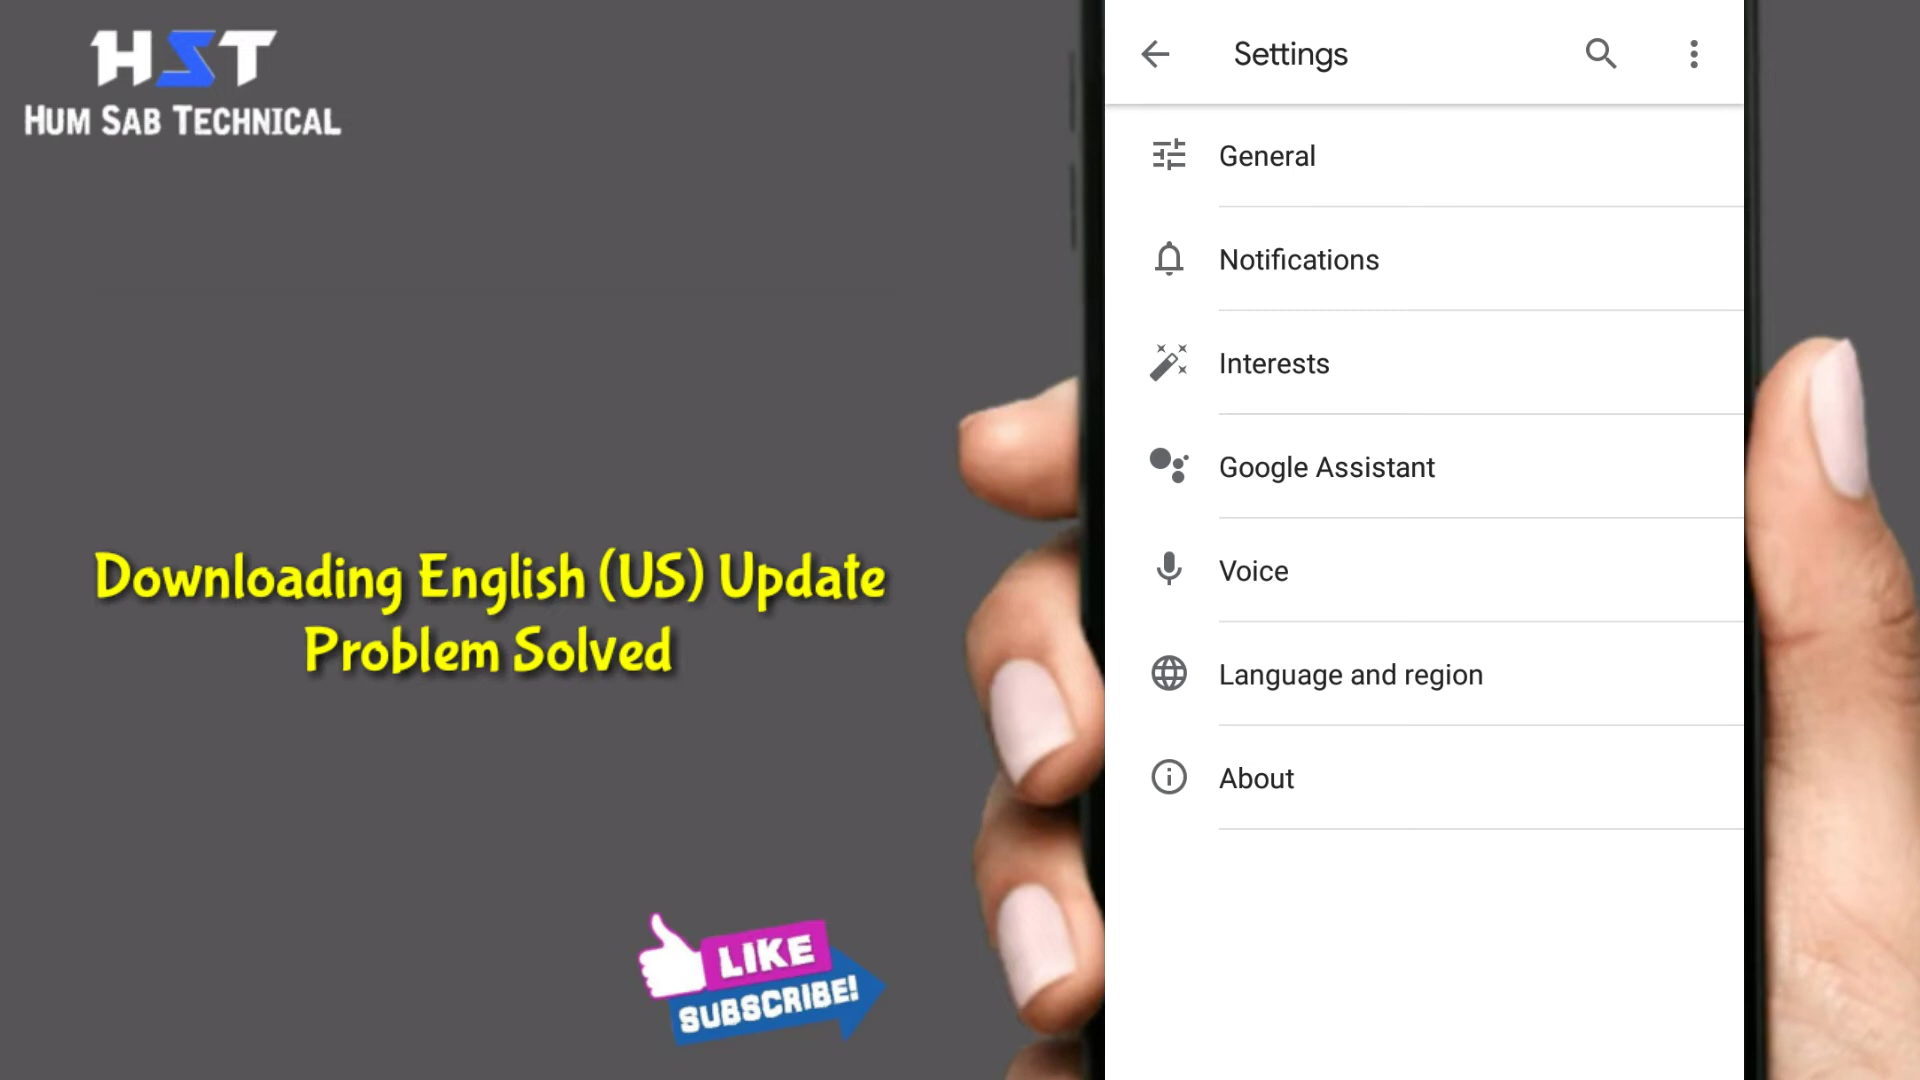 HST
HUM SAB TECHNICAL
Downloading English (US) Update
Problem Solved
LIKE
SUBSCRIBE!
Settings
General
Notifications
Interests
Google Assistant
Voice
Language and region
About